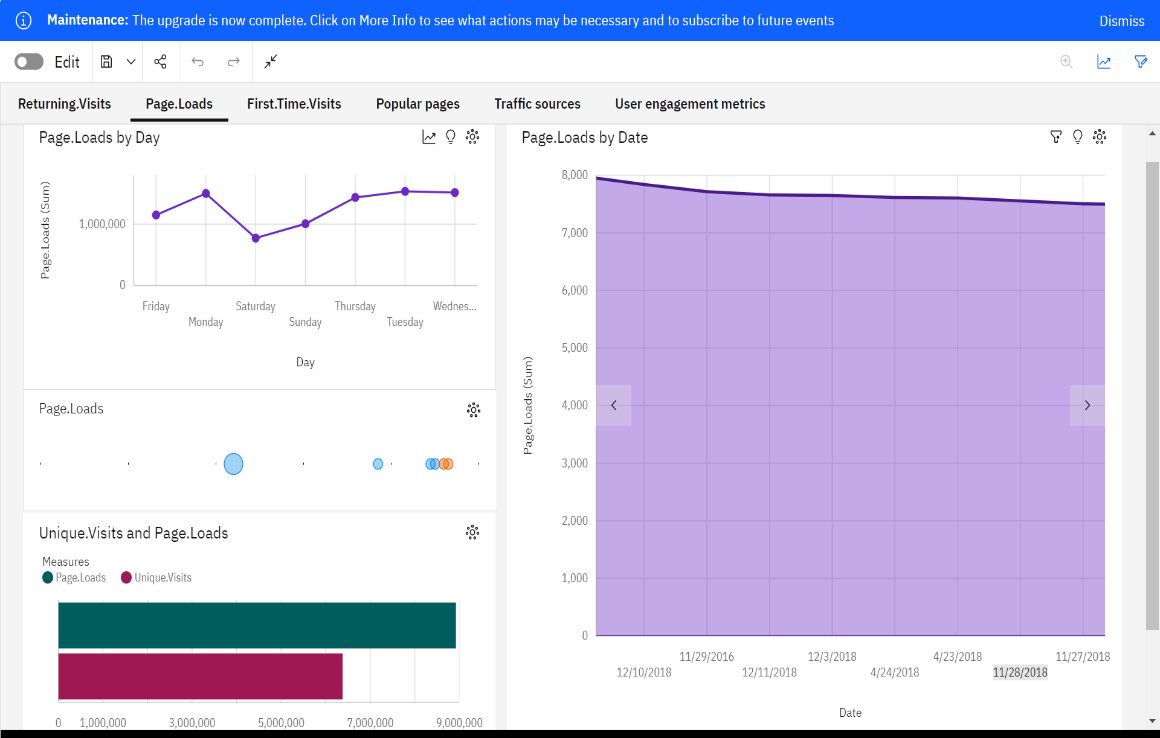 Maintenance: The upgrade is now complete. Click on More Info to see what actions may be necessary and to subscribe to future events
Dismiss
Edit
Returning.Visits
Page.Loads
First.Time.Visits
Popular pages
Traffic sources
User engagement metrics
Page.Loads by Day
Page.Loads (Sum)
1,000,000
0
Friday
Monday
Saturday
Sunday
Thursday
Tuesday
Wednes...
Day
Page.Loads
Unique.Visits and Page.Loads
Measures
Page.Loads
Unique.Visits
0
1,000,000
3,000,000
5,000,000
7,000,000
9,000,000
Page.Loads by Date
Page.Loads (Sum)
8,000
7,000
6,000
5,000
4,000
3,000
2,000
1,000
0
12/10/2018
11/29/2016
12/11/2018
12/3/2018
4/24/2018
4/23/2018
11/28/2018
11/27/2018
Date